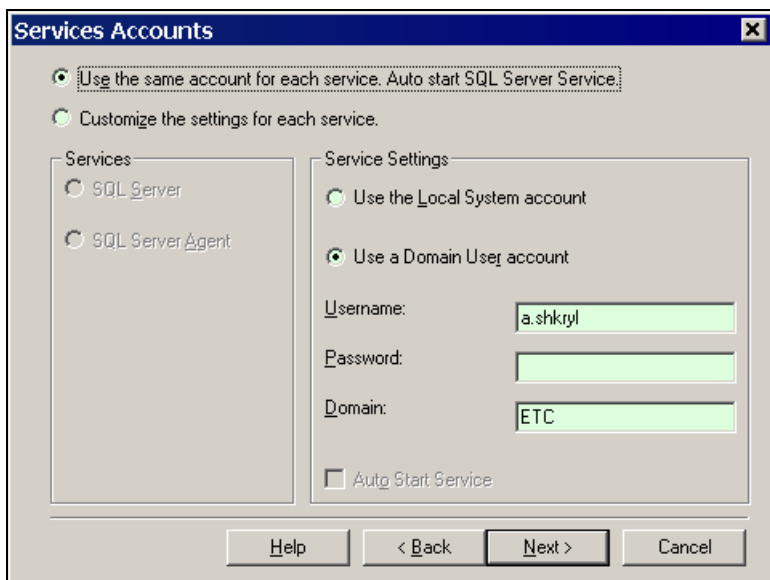 Services Accounts
Use the same account for each service. Auto start SQL Server Service.
Customize the settings for each service.
Services
SQL Server
SQL Server Agent
Service Settings
Use the Local System account
Use a Domain User account
Username:
a.shkryl
Password:
Domain:
ETC
Auto Start Service
Help
< Back
Next >
Cancel